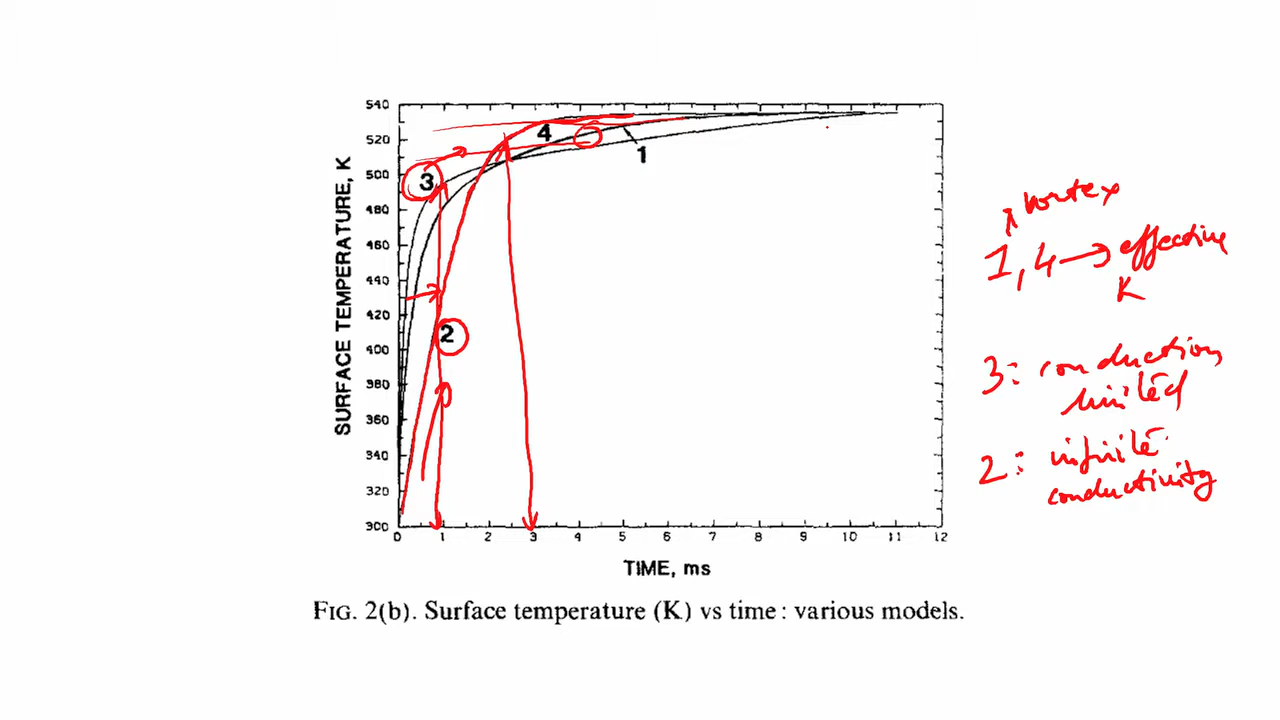 540
520
500
480
460
440
420
400
380
360
340
320
300
SURFACE TEMPERATURE, K
0 1 2 3 4 5 6 7 8 9 10 11 12
TIME, ms
3
4
1
2
FIG. 2(b). Surface temperature (K) vs time : various models.
vortex
1, 4 → effective
K
3: conduction
limited
2: infinite
conductivity